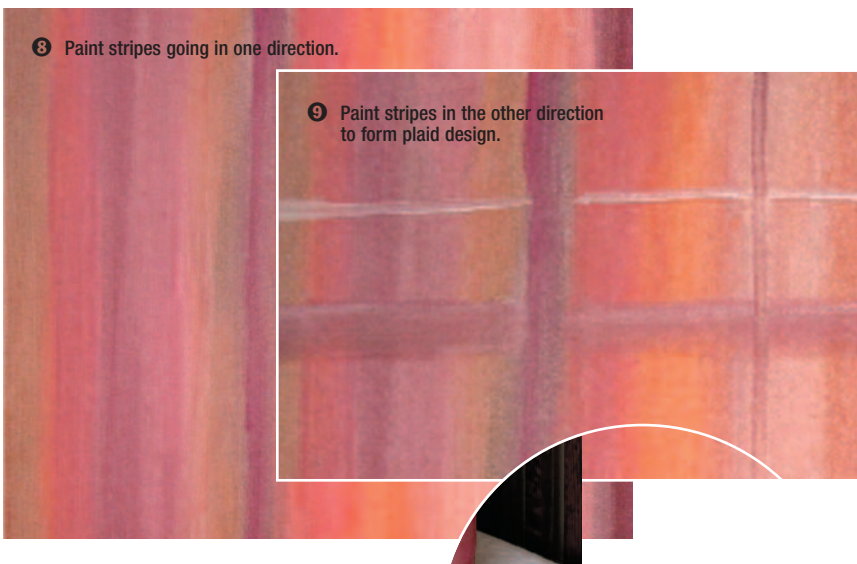 ❽ Paint stripes going in one direction.
❾ Paint stripes in the other direction
to form plaid design.